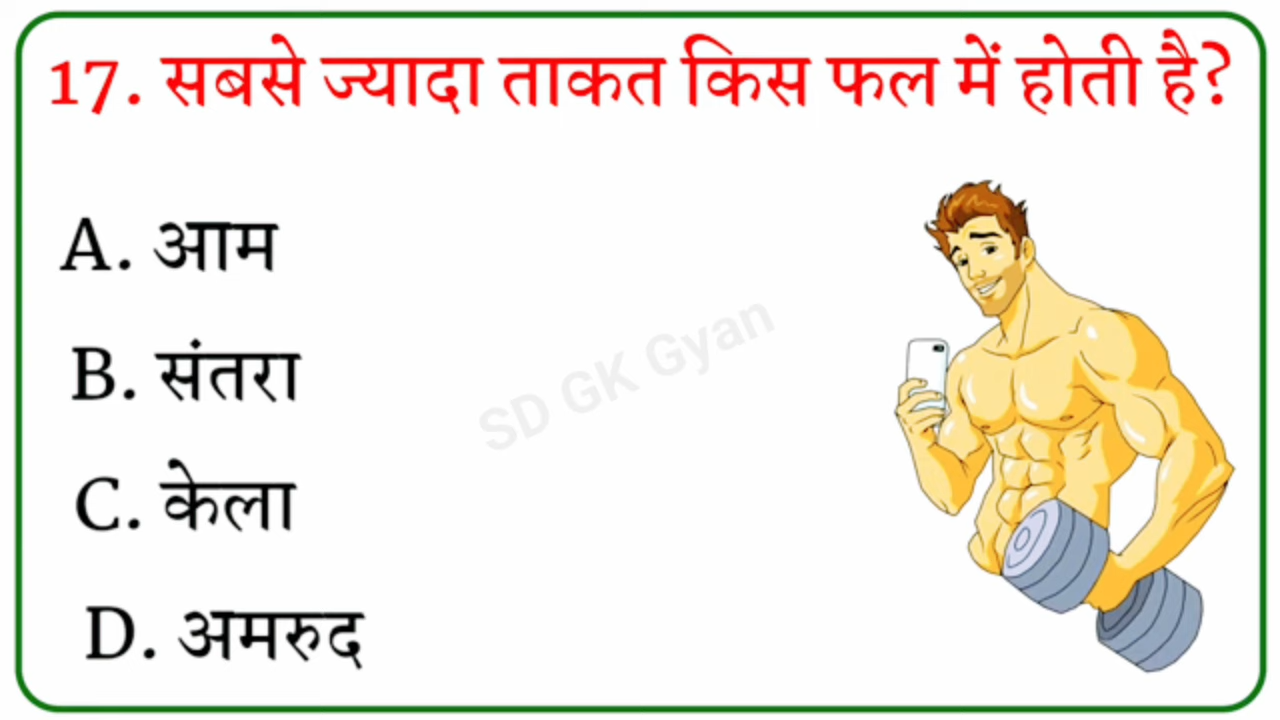 17. सबसे ज्यादा ताकत किस फल में होती है?
A. आम
B. संतरा
SD GK Gyan
C. केला
D. अमरुद